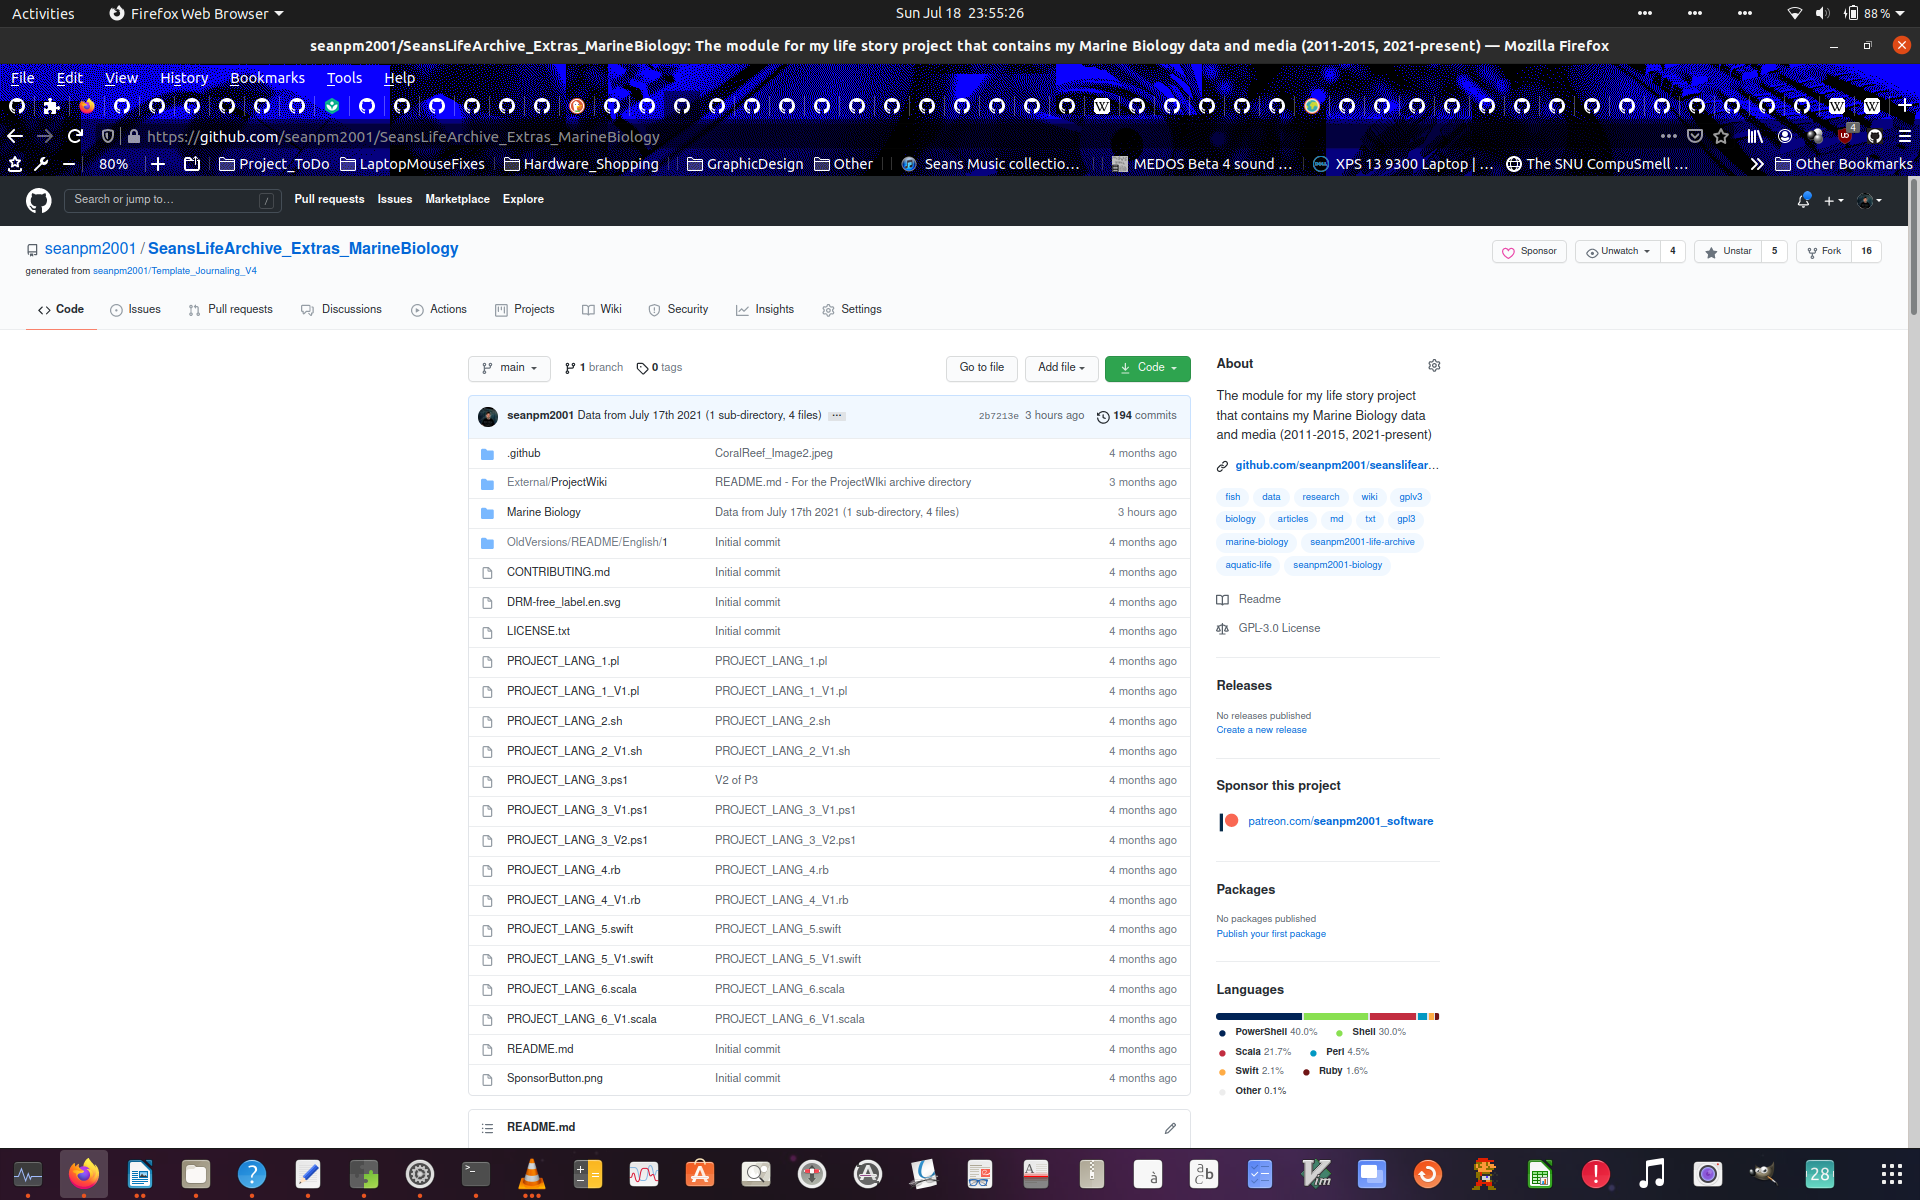 Activities Firefox Web Browser Sun Jul 18 23:55:26 88 %
seanpm2001/SeansLifeArchive_Extras_MarineBiology: The module for my life story project that contains my Marine Biology data and media (2011-2015, 2021-present) — Mozilla Firefox
File Edit View History Bookmarks Tools Help
https://github.com/seanpm2001/SeansLifeArchive_Extras_MarineBiology 4
80% Project_ToDo LaptopMouseFixes Hardware_Shopping GraphicDesign Other Seans Music collectio… MEDOS Beta 4 sound … XPS 13 9300 Laptop | … The SNU CompuSmell … Other Bookmarks
Search or jump to… / Pull requests Issues Marketplace Explore
seanpm2001 / SeansLifeArchive_Extras_MarineBiology Sponsor Unwatch 4 Unstar 5 Fork 16
generated from seanpm2001/Template_Journaling_V4
Code Issues Pull requests Discussions Actions Projects Wiki Security Insights Settings
main 1 branch 0 tags Go to file Add file Code
seanpm2001 Data from July 17th 2021 (1 sub-directory, 4 files) … 2b7213e 3 hours ago 194 commits
.github CoralReef_Image2.jpeg 4 months ago
External/ProjectWiki README.md - For the ProjectWIki archive directory 3 months ago
Marine Biology Data from July 17th 2021 (1 sub-directory, 4 files) 3 hours ago
OldVersions/README/English/1 Initial commit 4 months ago
CONTRIBUTING.md Initial commit 4 months ago
DRM-free_label.en.svg Initial commit 4 months ago
LICENSE.txt Initial commit 4 months ago
PROJECT_LANG_1.pl PROJECT_LANG_1.pl 4 months ago
PROJECT_LANG_1_V1.pl PROJECT_LANG_1_V1.pl 4 months ago
PROJECT_LANG_2.sh PROJECT_LANG_2.sh 4 months ago
PROJECT_LANG_2_V1.sh PROJECT_LANG_2_V1.sh 4 months ago
PROJECT_LANG_3.ps1 V2 of P3 4 months ago
PROJECT_LANG_3_V1.ps1 PROJECT_LANG_3_V1.ps1 4 months ago
PROJECT_LANG_3_V2.ps1 PROJECT_LANG_3_V2.ps1 4 months ago
PROJECT_LANG_4.rb PROJECT_LANG_4.rb 4 months ago
PROJECT_LANG_4_V1.rb PROJECT_LANG_4_V1.rb 4 months ago
PROJECT_LANG_5.swift PROJECT_LANG_5.swift 4 months ago
PROJECT_LANG_5_V1.swift PROJECT_LANG_5_V1.swift 4 months ago
PROJECT_LANG_6.scala PROJECT_LANG_6.scala 4 months ago
PROJECT_LANG_6_V1.scala PROJECT_LANG_6_V1.scala 4 months ago
README.md Initial commit 4 months ago
SponsorButton.png Initial commit 4 months ago
README.md
About
The module for my life story project
that contains my Marine Biology data
and media (2011-2015, 2021-present)
github.com/seanpm2001/seanslifear…
fish data research wiki gplv3
biology articles md txt gpl3
marine-biology seanpm2001-life-archive
aquatic-life seanpm2001-biology
Readme
GPL-3.0 License
Releases
No releases published
Create a new release
Sponsor this project
patreon.com/seanpm2001_software
Packages
No packages published
Publish your first package
Languages
PowerShell 40.0% Shell 30.0%
Scala 21.7% Perl 4.5%
Swift 2.1% Ruby 1.6%
Other 0.1%
28